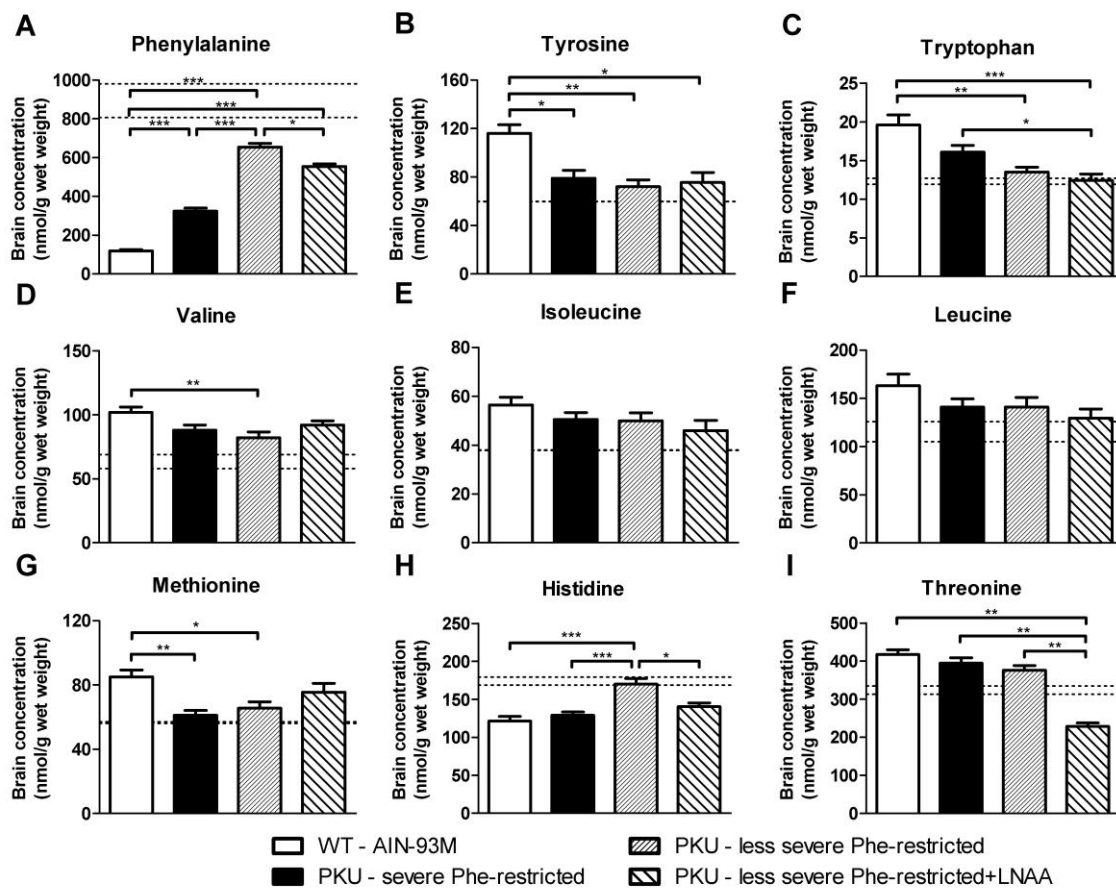 A
Phenylalanine
Brain concentration
(nmol/g wet weight)
1000
800
600
400
200
0
***
***
***
***
*
B
Tyrosine
Brain concentration
(nmol/g wet weight)
160
120
80
40
0
*
**
*
C
Tryptophan
Brain concentration
(nmol/g wet weight)
25
20
15
10
5
0
***
**
*
D
Valine
Brain concentration
(nmol/g wet weight)
150
100
50
0
**
E
Isoleucine
Brain concentration
(nmol/g wet weight)
80
60
40
20
0
F
Leucine
Brain concentration
(nmol/g wet weight)
200
150
100
50
0
G
Methionine
Brain concentration
(nmol/g wet weight)
120
80
40
0
*
**
H
Histidine
Brain concentration
(nmol/g wet weight)
250
200
150
100
50
0
***
***
*
I
Threonine
Brain concentration
(nmol/g wet weight)
500
400
300
200
100
0
**
**
**
WT - AIN-93M
PKU - less severe Phe-restricted
PKU - severe Phe-restricted
PKU - less severe Phe-restricted+LNAA